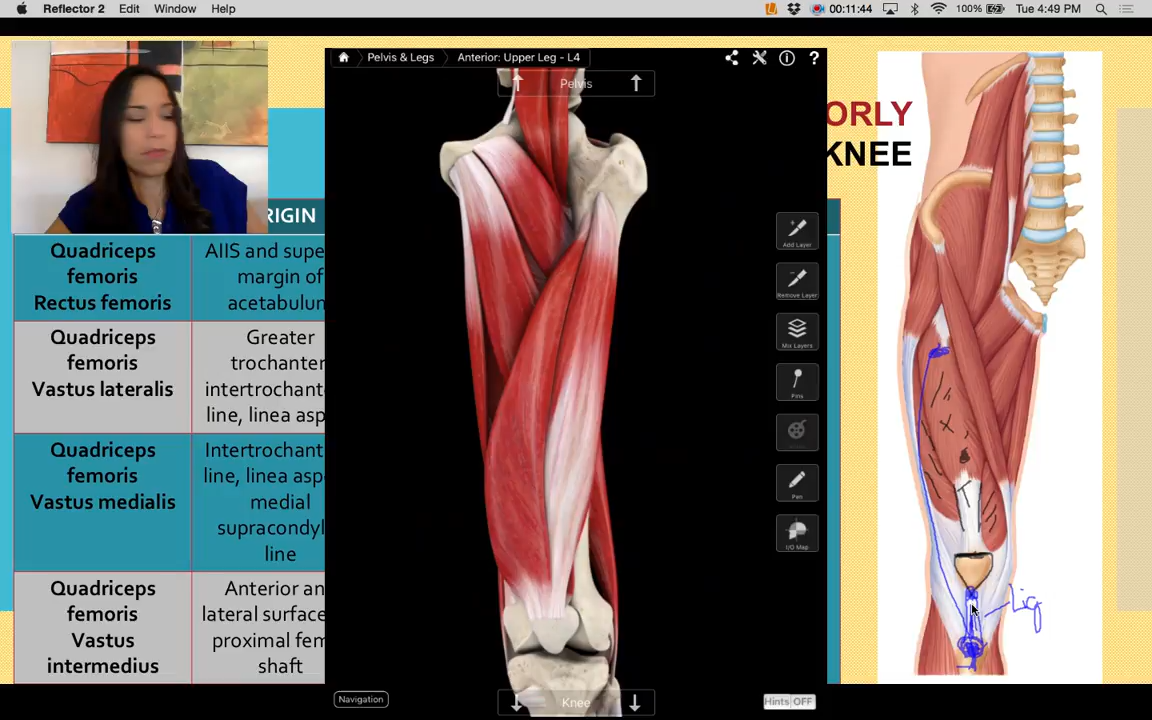 Reflector 2 Edit Window Help
00:11:44 100% Tue 4:49 PM
Pelvis & Legs Anterior: Upper Leg - L4
Pelvis
ORLY
KNEE
RIGIN
Quadriceps
femoris
Rectus femoris
AIIS and supe
margin of
acetabulun
Quadriceps
femoris
Vastus lateralis
Greater
trochanter
intertrochant
line, linea asp
Quadriceps
femoris
Vastus medialis
Intertrochant
line, linea asp
medial
supracondyl
line
Quadriceps
femoris
Vastus
intermedius
Anterior an
lateral surface
proximal fem
shaft
Add Layer
Remove Layer
Mix Layers
Pins
Pen
I/O Map
Lig
Navigation
Knee
Hints OFF